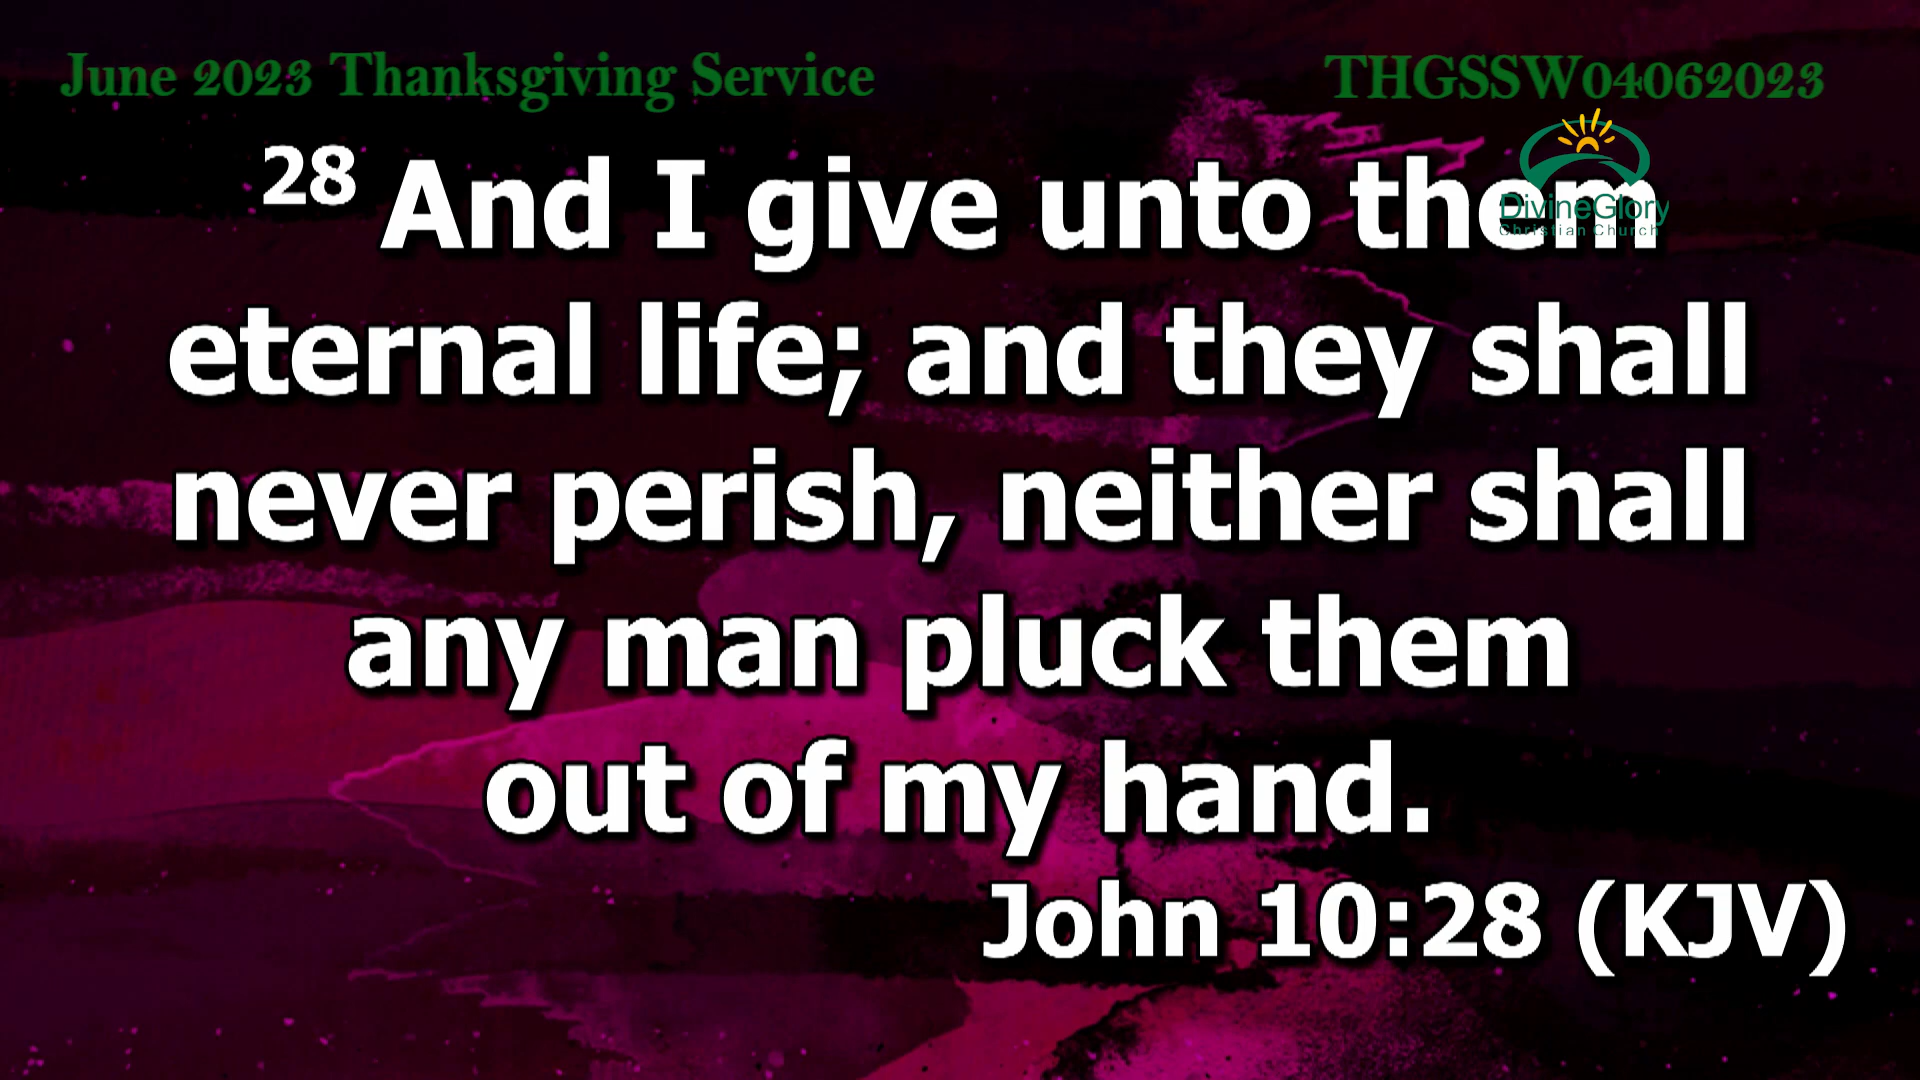 June 2023 Thanksgiving Service
THGSSW04062023
28 And I give unto them
DivineGlory
Christian Church
eternal life; and they shall
never perish, neither shall
any man pluck them
out of my hand.
John 10:28 (KJV)